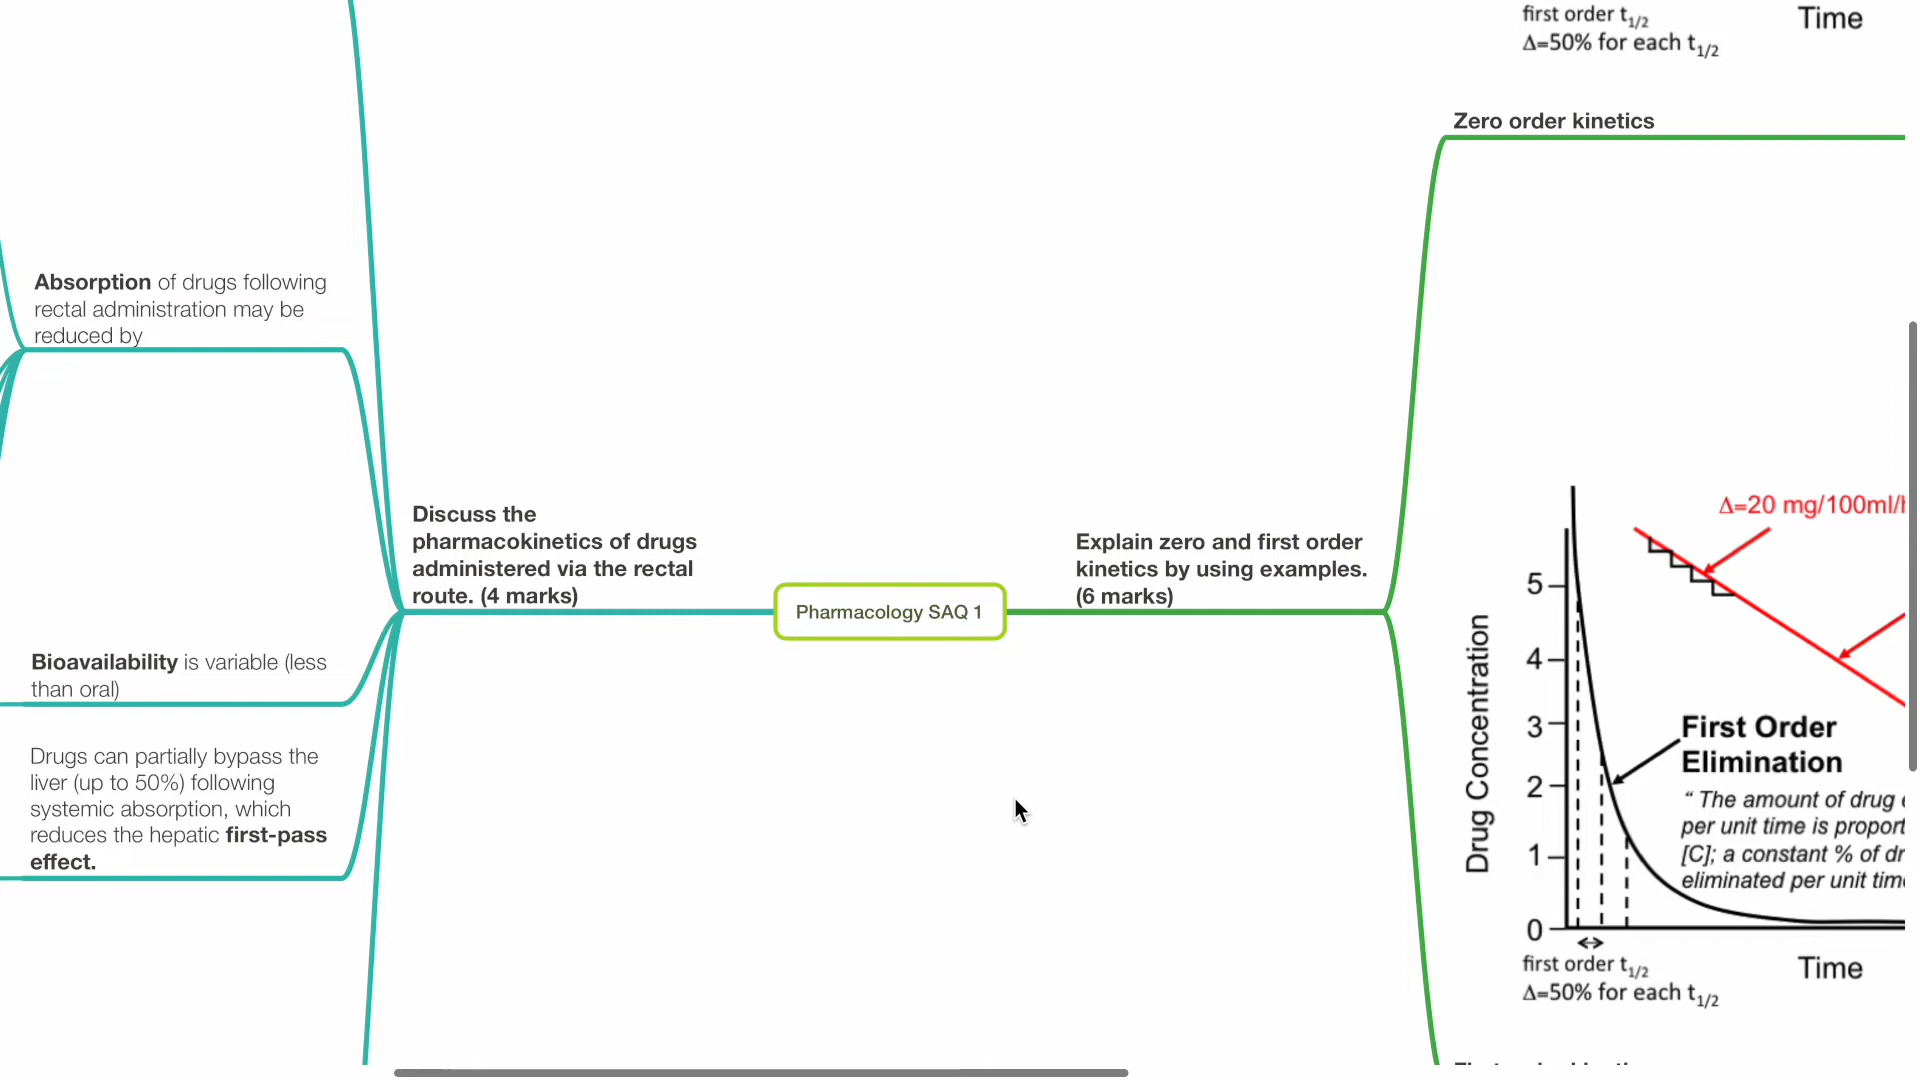 first order t1/2
Δ=50% for each t1/2
Time
Zero order kinetics
Absorption of drugs following
rectal administration may be
reduced by
Discuss the
pharmacokinetics of drugs
administered via the rectal
route. (4 marks)
Pharmacology SAQ 1
Explain zero and first order
kinetics by using examples.
(6 marks)
Bioavailability is variable (less
than oral)
Drugs can partially bypass the
liver (up to 50%) following
systemic absorption, which
reduces the hepatic first-pass
effect.
Δ=20 mg/100ml/
Drug Concentration
5
4
3
2
1
0
First Order
Elimination
“ The amount of drug
per unit time is proport
[C]; a constant % of dr
eliminated per unit tim
first order t1/2
Δ=50% for each t1/2
Time